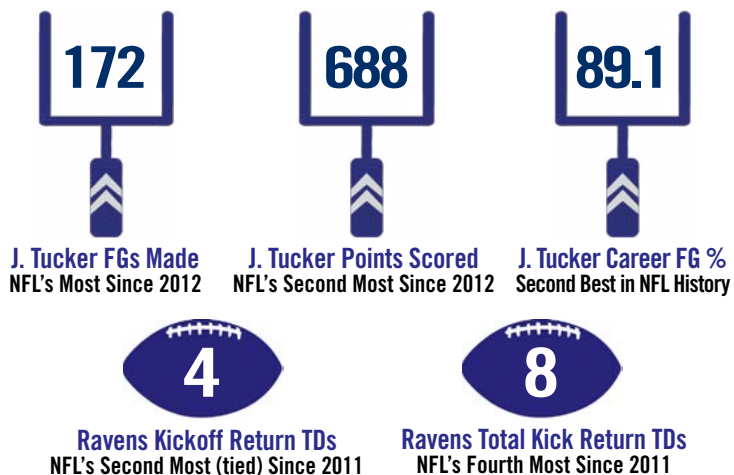 172
688
89.1
J. Tucker FGs Made
NFL's Most Since 2012
J. Tucker Points Scored
NFL's Second Most Since 2012
J. Tucker Career FG %
Second Best in NFL History
4
8
Ravens Kickoff Return TDs
NFL's Second Most (tied) Since 2011
Ravens Total Kick Return TDs
NFL's Fourth Most Since 2011